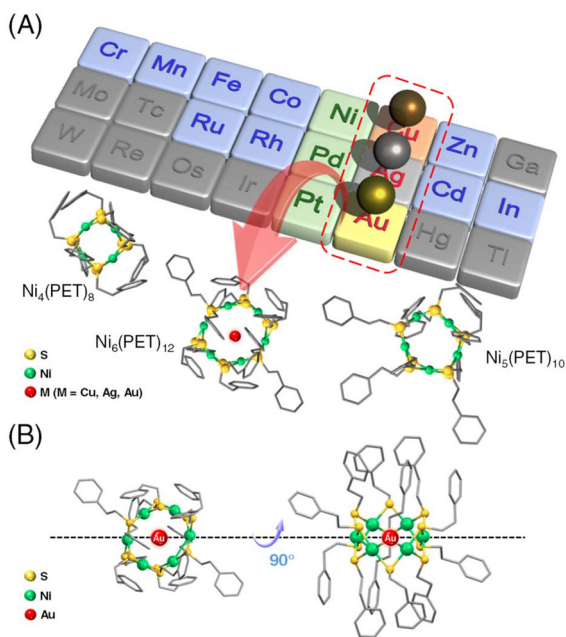 (A)
Cr Mn Fe Co Ni Cu Zn Ga
Mo Tc Ru Rh Pd Ag Cd In
W Re Os Ir Pt Au Hg Tl
Ni4(PET)8
Ni6(PET)12
Ni5(PET)10
S
Ni
M (M = Cu, Ag, Au)
(B)
Au
90°
Au
S
Ni
Au